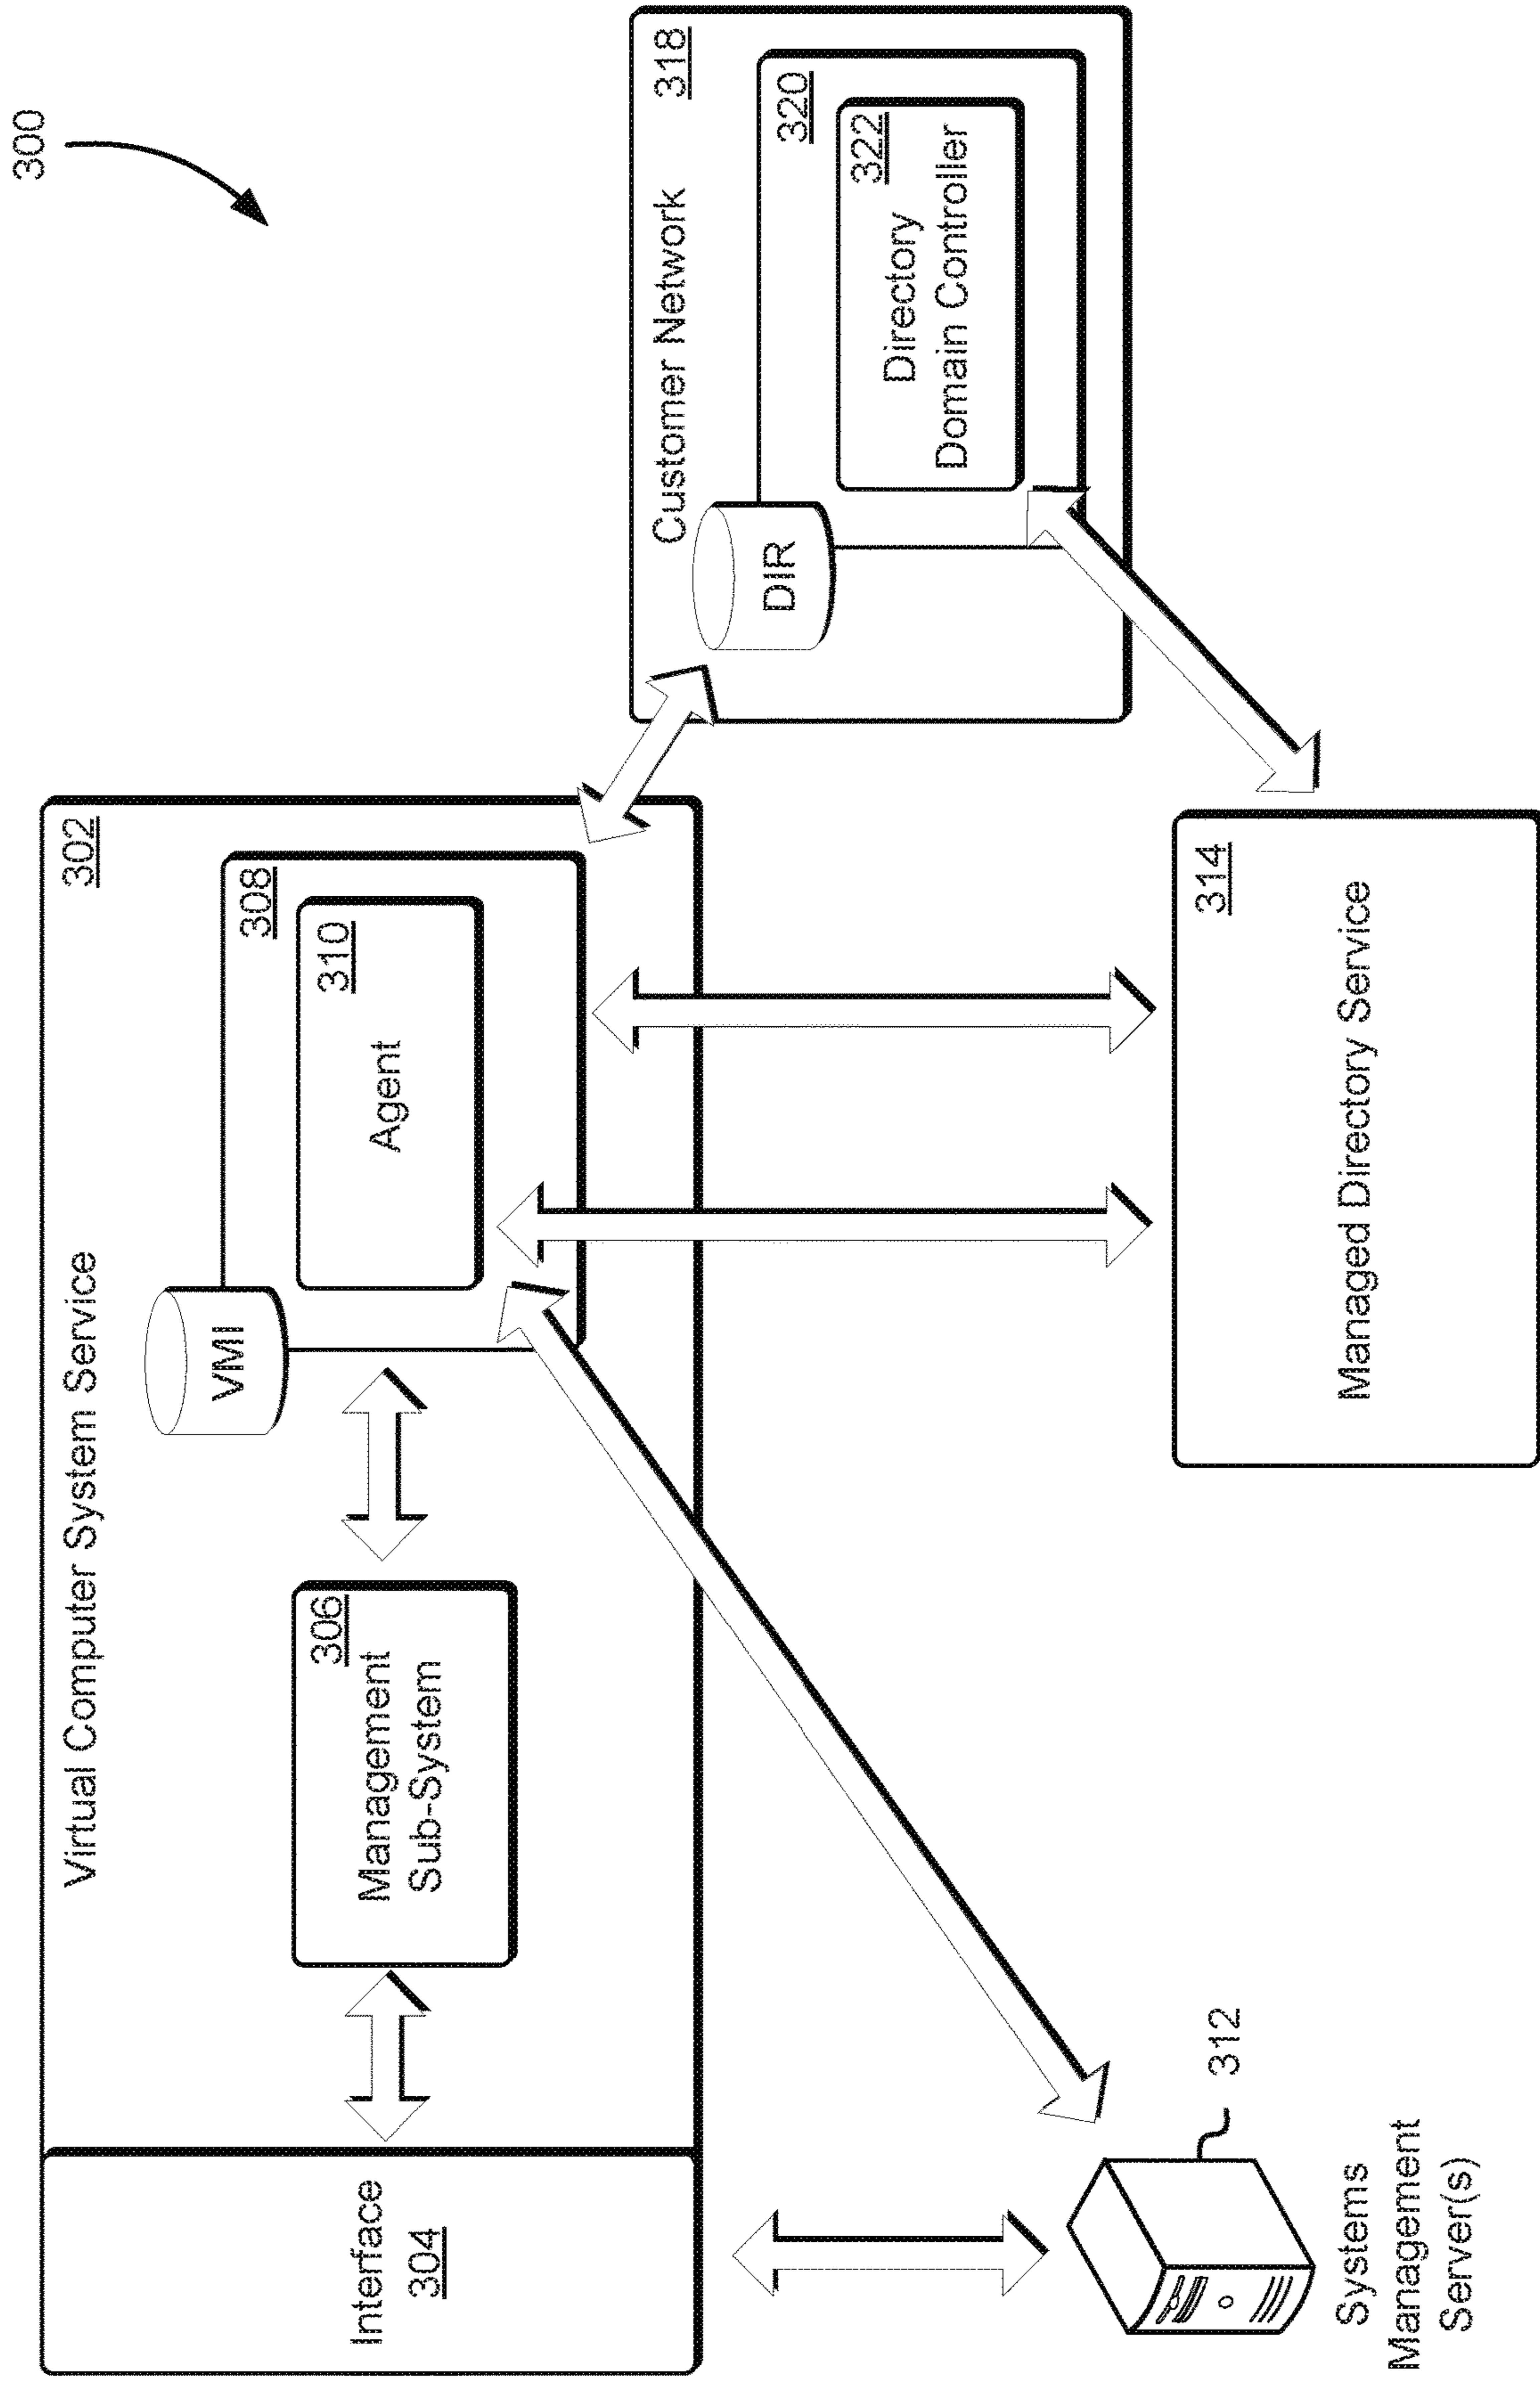 300
Virtual Computer System Service
302
Interface
304
306
Management
Sub-System
VMI
308
310
Agent
Customer Network
318
DIR
320
322
Directory
Domain Controller
312
Systems
Management
Server(s)
314
Managed Directory Service